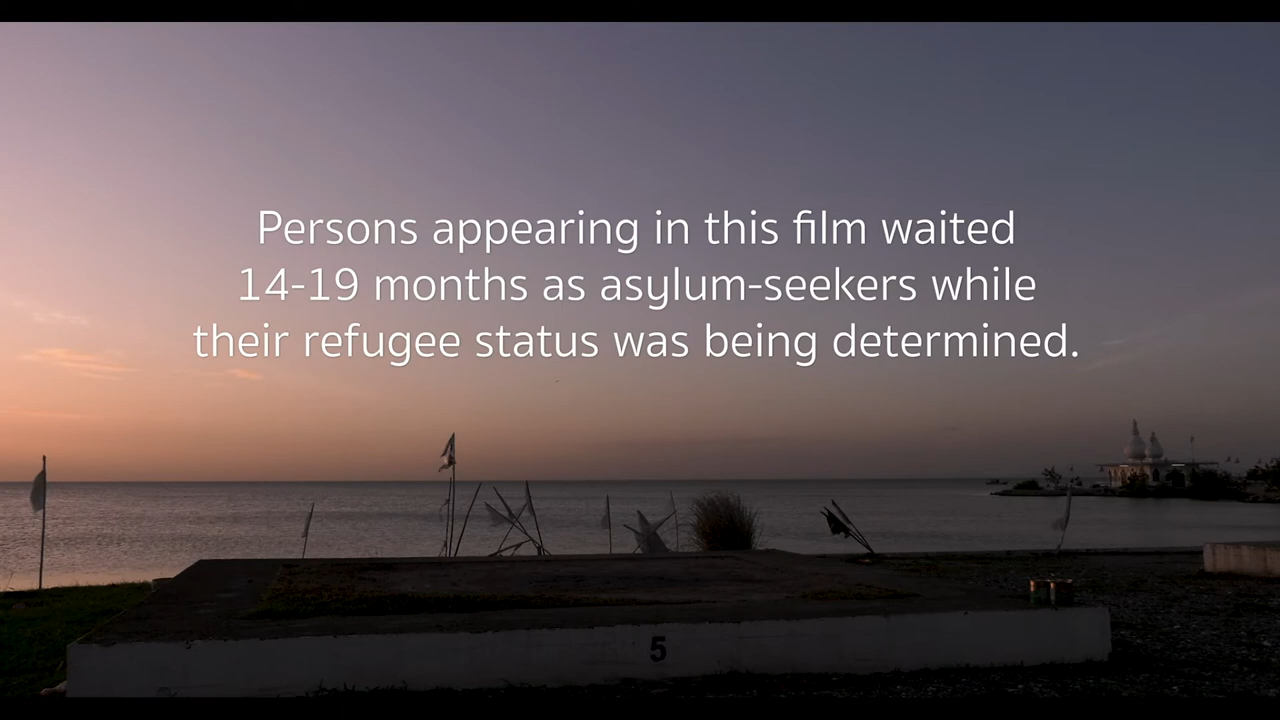 Persons appearing in this film waited
14-19 months as asylum-seekers while
their refugee status was being determined.
5